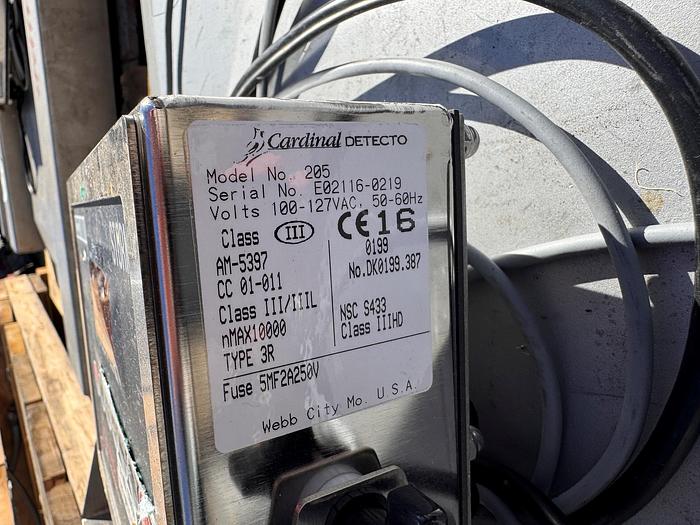 Cardinal DETECTO
Model No. 205
Serial No. E02116-0219
Volts 100-127VAC, 50-60Hz
Class III CE16
AM-5397 0199
CC 01-011 No.DK0199.387
Class III/IIIL
nMAX10000 NSC S433
TYPE 3R Class IIIHD
Fuse 5MF2A250V
Webb City Mo. U.S.A.